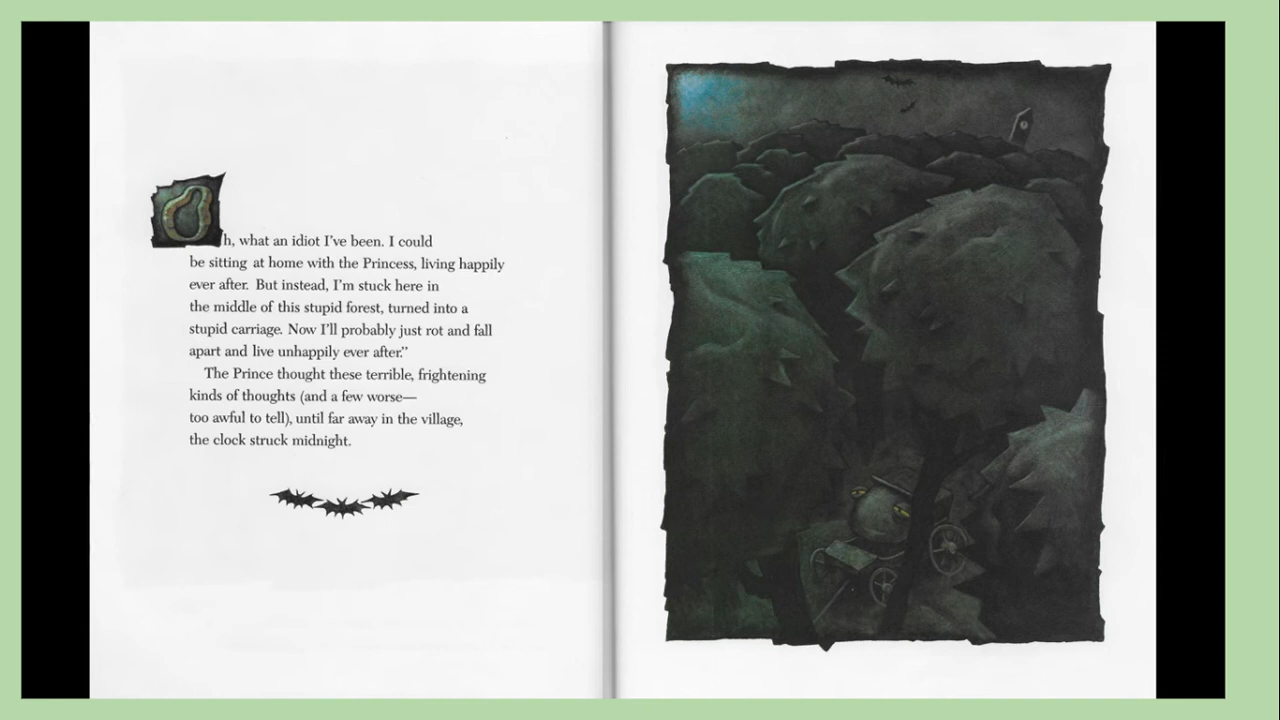 Oh, what an idiot I've been. I could
be sitting at home with the Princess, living happily
ever after. But instead, I'm stuck here in
the middle of this stupid forest, turned into a
stupid carriage. Now I'll probably just rot and fall
apart and live unhappily ever after.”
The Prince thought these terrible, frightening
kinds of thoughts (and a few worse—
too awful to tell), until far away in the village,
the clock struck midnight.